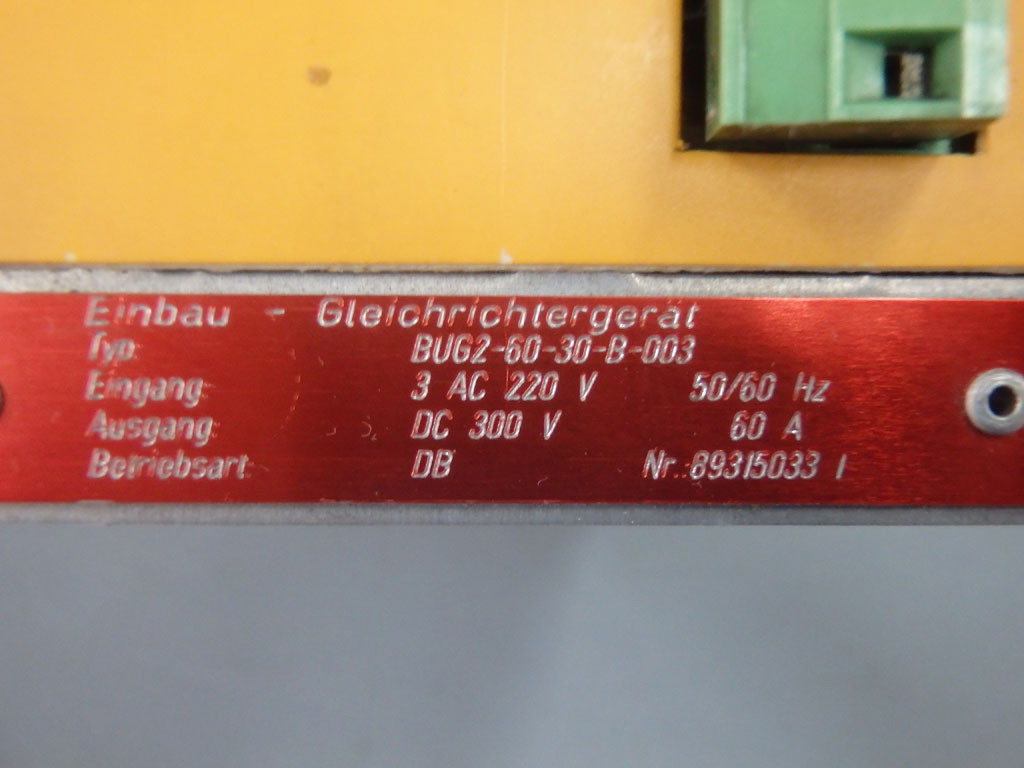 Einbau - Gleichrichtergerät
Typ: BUG2-60-30-B-003
Eingang: 3 AC 220 V 50/60 Hz
Ausgang: DC 300 V 60 A
Betriebsart: DB Nr.:89315033 1